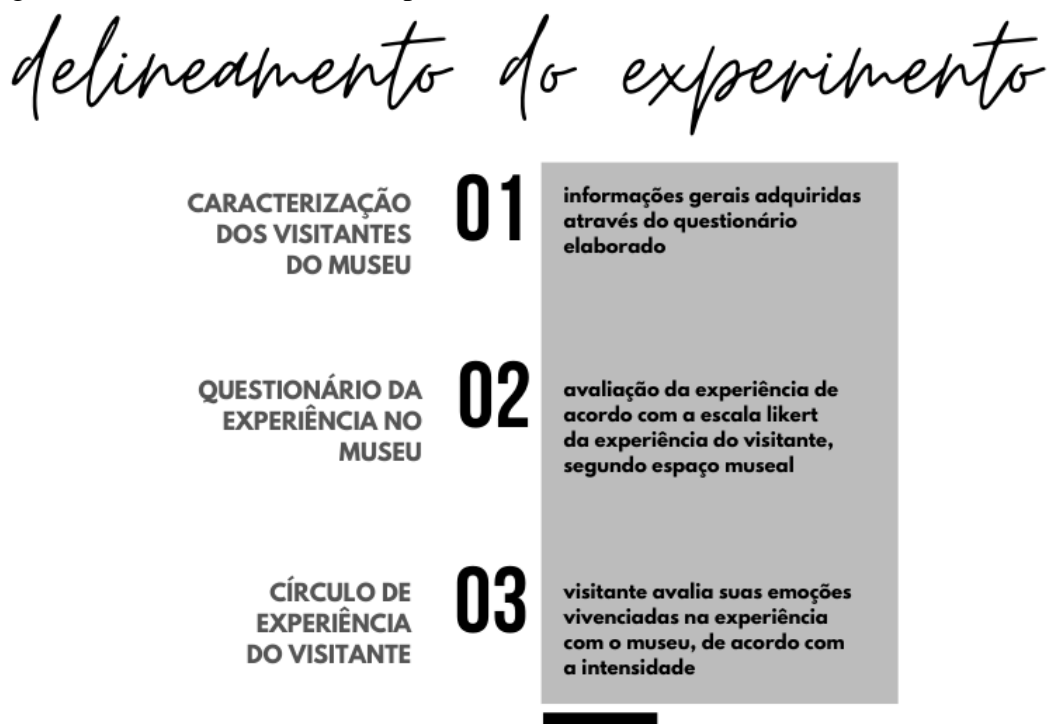 delineamento do experimento
CARACTERIZAÇÃO
DOS VISITANTES
DO MUSEU
01
informações gerais adquiridas
através do questionário
elaborado
QUESTIONÁRIO DA
EXPERIÊNCIA NO
MUSEU
02
avaliação da experiência de
acordo com a escala likert
da experiência do visitante,
segundo espaço museal
CÍRCULO DE
EXPERIÊNCIA
DO VISITANTE
03
visitante avalia suas emoções
vivenciadas na experiência
com o museu, de acordo com
a intensidade